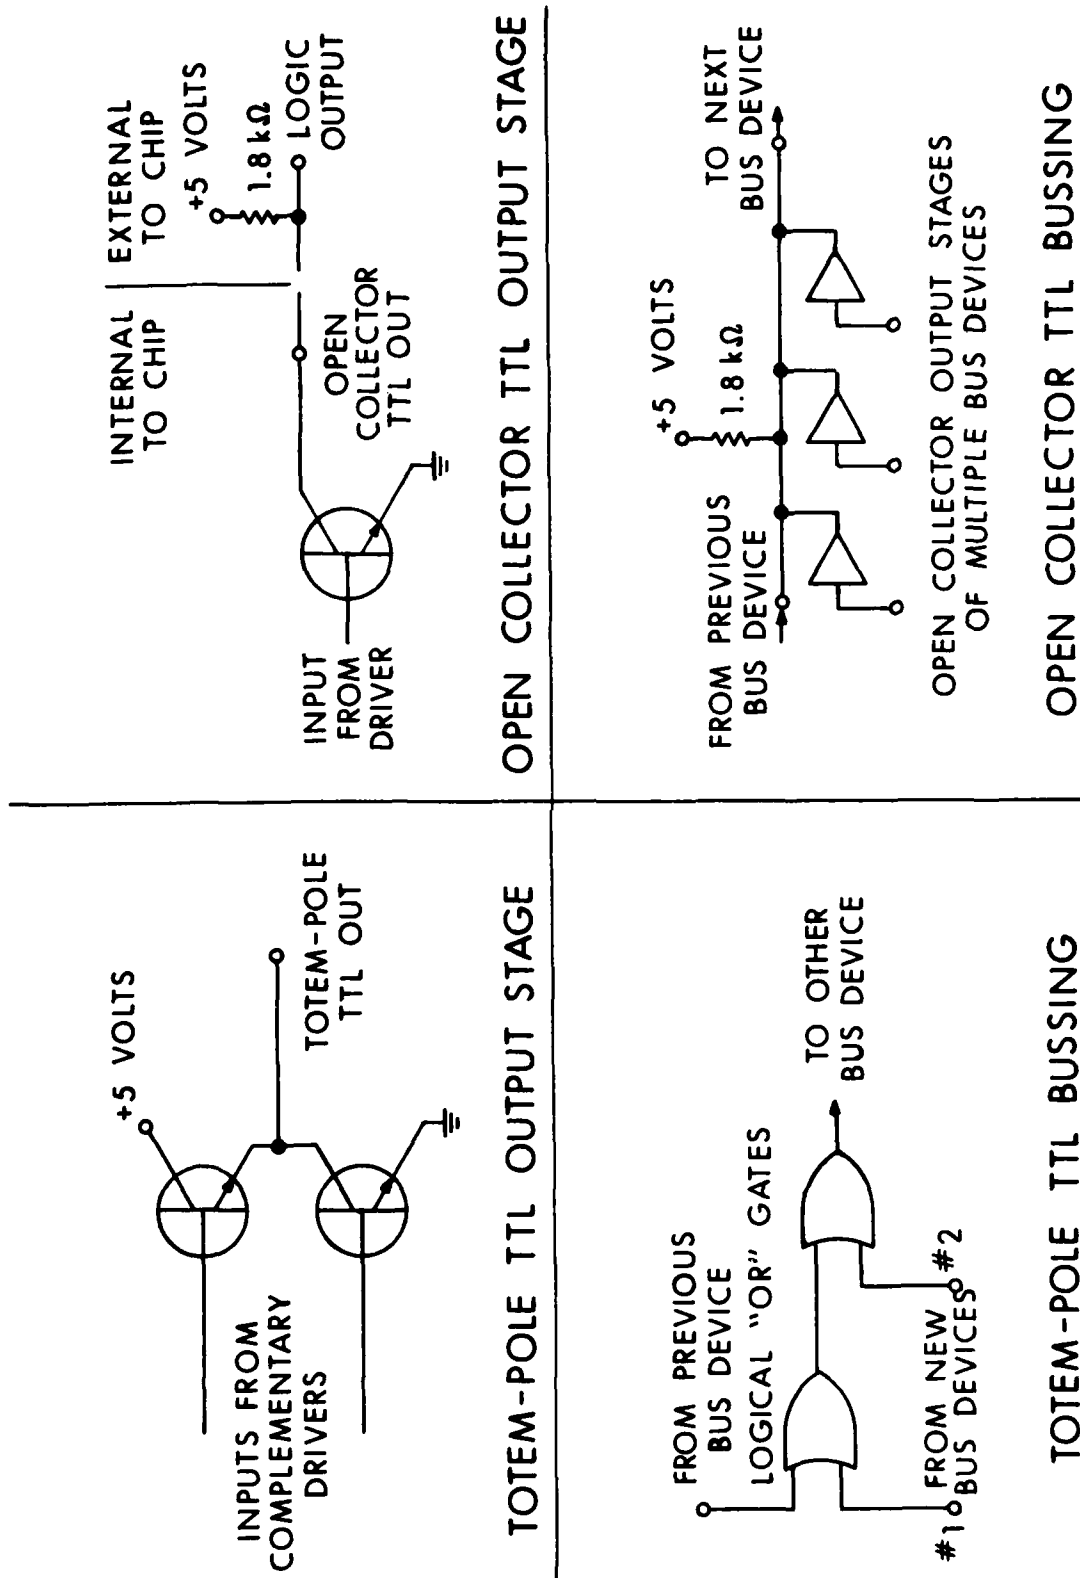 +5 VOLTS
INPUTS FROM
COMPLEMENTARY
DRIVERS
TOTEM-POLE
TTL OUT
TOTEM-POLE TTL OUTPUT STAGE
INTERNAL
TO CHIP
EXTERNAL
TO CHIP
+5 VOLTS
1.8 kΩ
LOGIC
OUTPUT
OPEN
COLLECTOR
TTL OUT
INPUT
FROM
DRIVER
OPEN COLLECTOR TTL OUTPUT STAGE
FROM PREVIOUS
BUS DEVICE
LOGICAL "OR" GATES
TO OTHER
BUS DEVICE
#1
FROM NEW
BUS DEVICES
#2
TOTEM-POLE TTL BUSSING
FROM PREVIOUS
BUS DEVICE
+5 VOLTS
1.8 kΩ
TO NEXT
BUS DEVICE
OPEN COLLECTOR OUTPUT STAGES
OF MULTIPLE BUS DEVICES
OPEN COLLECTOR TTL BUSSING